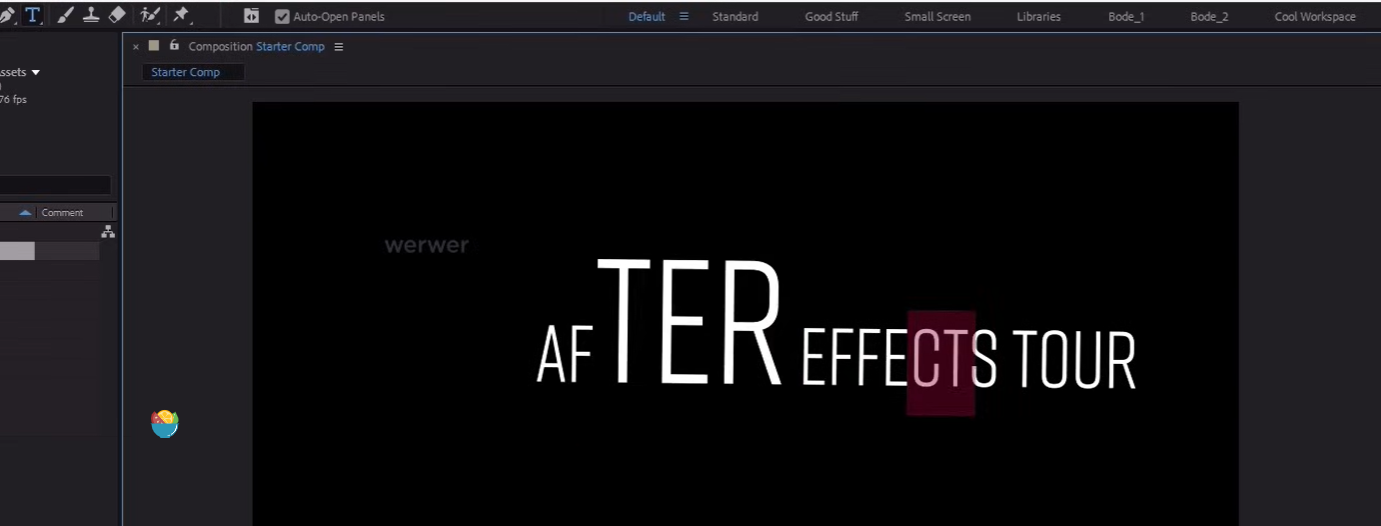 T Auto-Open Panels Default Standard Good Stuff Small Screen Libraries Bode_1 Bode_2 Cool Workspace
× Composition Starter Comp
ssets
Starter Comp
76 fps
Comment
werwer
AFTER EFFECTS TOUR